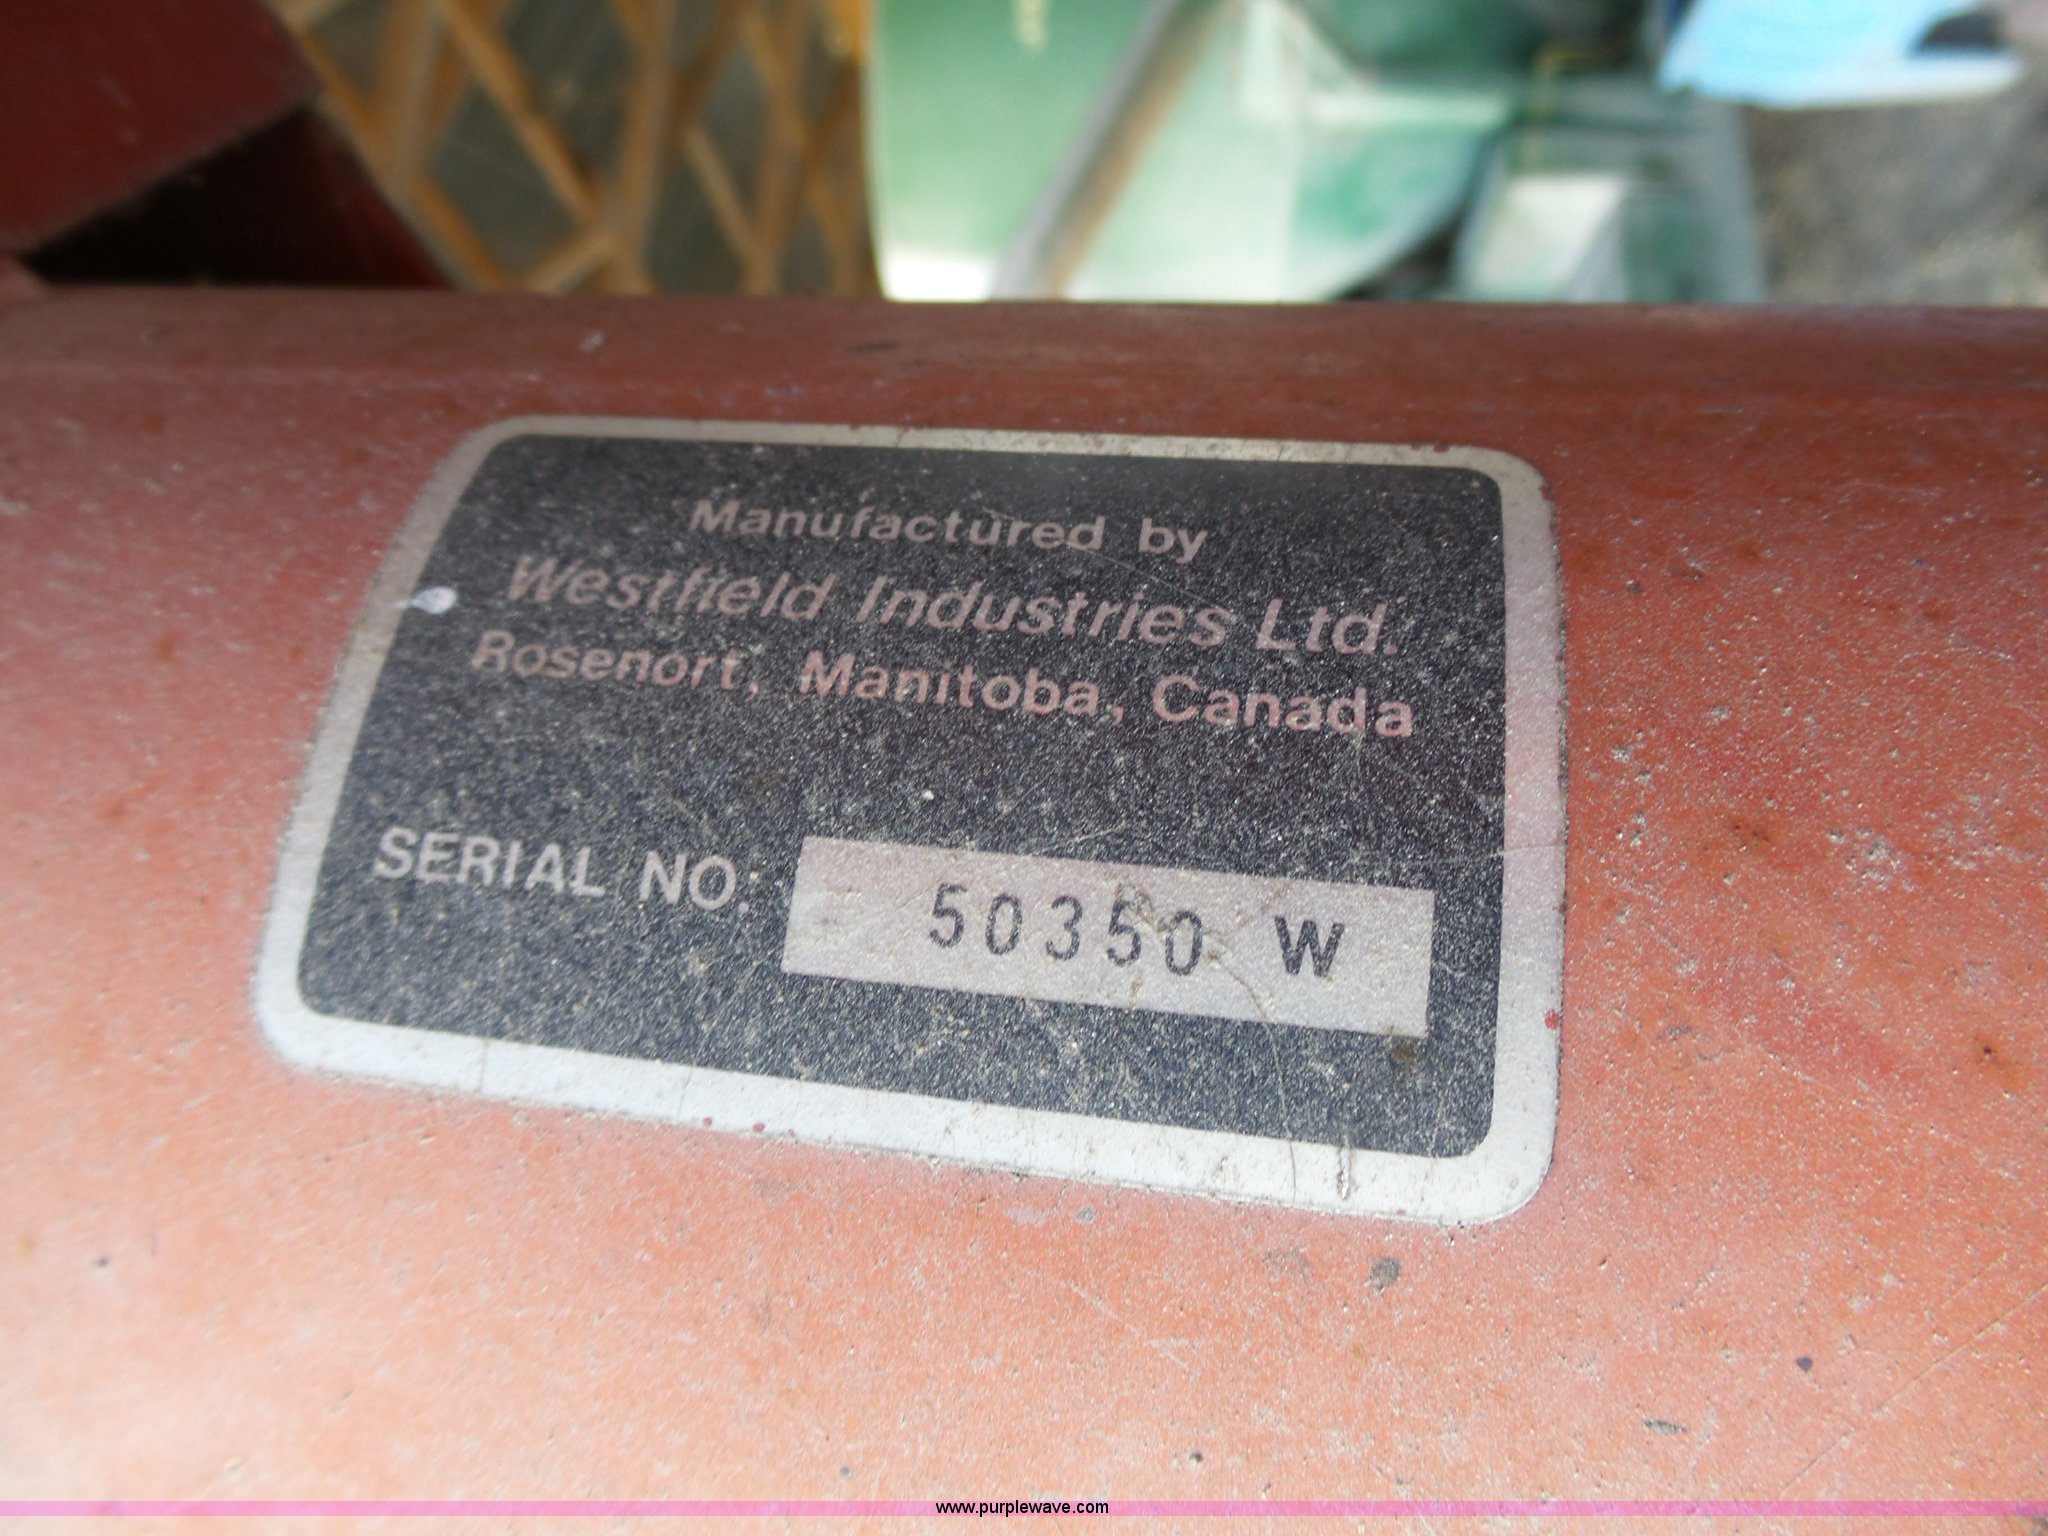 Manufactured by
Westfield Industries Ltd.
Rosenort, Manitoba, Canada
SERIAL NO. 50350 W
www.purplewave.com